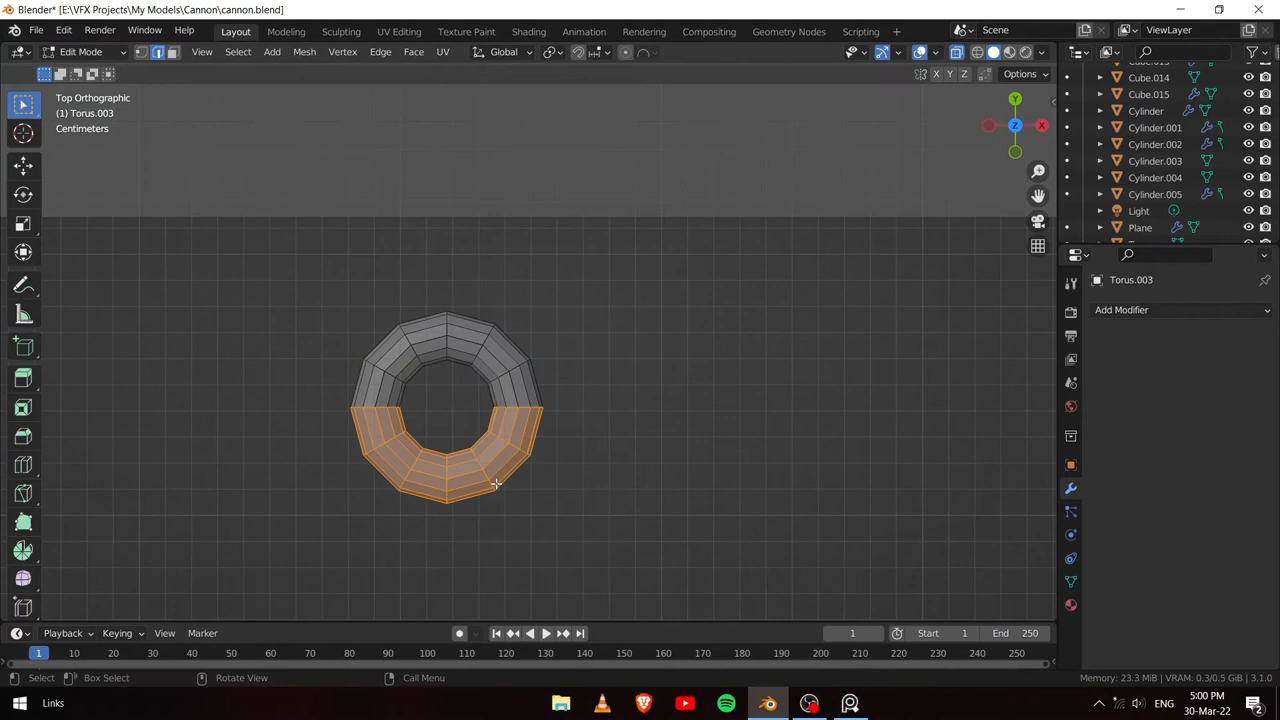 Blender* [E:\VFX Projects\My Models\Cannon\cannon.blend]
File Edit Render Window Help Layout Modeling Sculpting UV Editing Texture Paint Shading Animation Rendering Compositing Geometry Nodes Scripting Scene ViewLayer
Edit Mode View Select Add Mesh Vertex Edge Face UV Global
X Y Z Options
Top Orthographic
(1) Torus.003
Centimeters
Y
Z X
Cube.014
Cube.015
Cylinder
Cylinder.001
Cylinder.002
Cylinder.003
Cylinder.004
Cylinder.005
Light
Plane
Torus.003
Add Modifier
Playback Keying View Marker 1 Start 1 End 250
1 10 20 30 40 50 60 70 80 90 100 110 120 130 140 150 160 170 180 190 200 210 220 230 240 250
Select Box Select Rotate View Call Menu Memory: 23.3 MiB | VRAM: 0.3/0.5 GiB | 3.1.0
Links ENG 5:00 PM
30-Mar-22 2